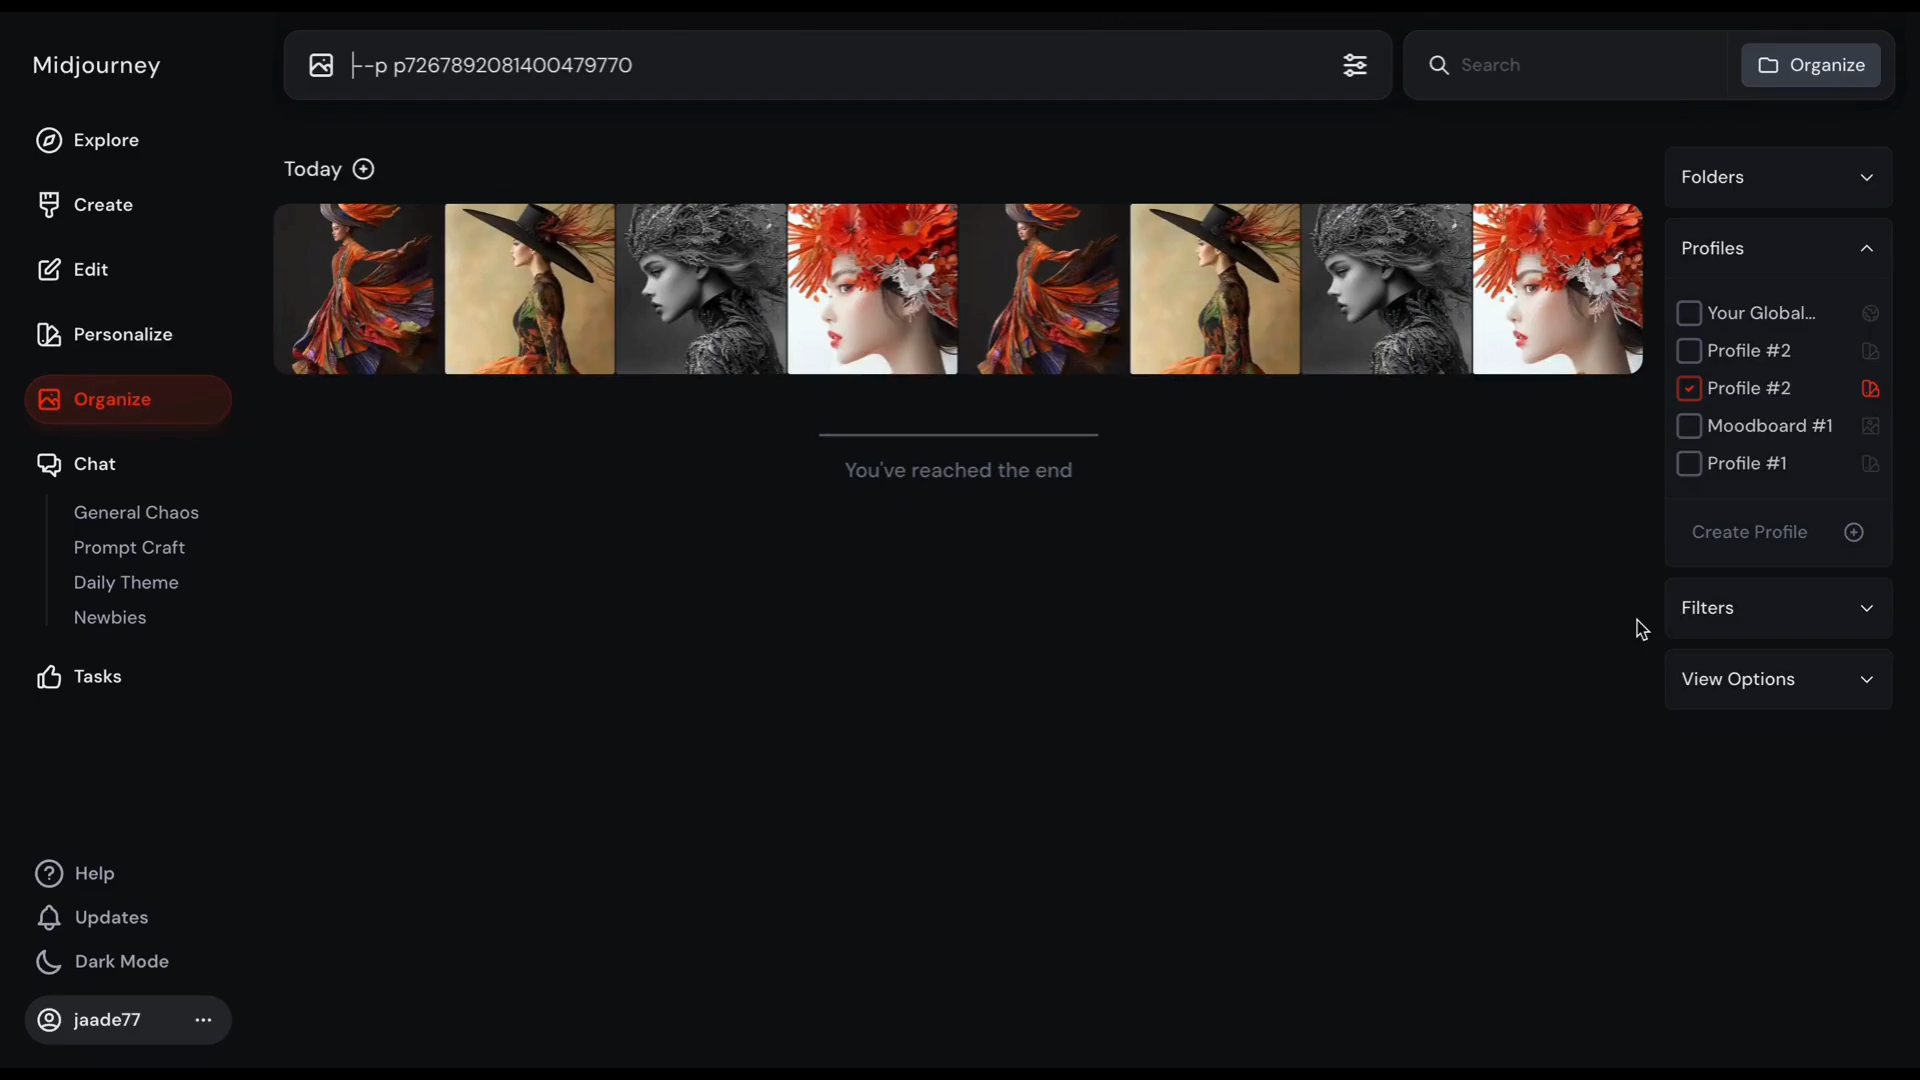 Midjourney
--p p7267892081400479770
Search
Organize
Explore
Create
Edit
Personalize
Organize
Chat
General Chaos
Prompt Craft
Daily Theme
Newbies
Tasks
Help
Updates
Dark Mode
jaade77
Today
You've reached the end
Folders
Profiles
Your Global...
Profile #2
Profile #2
Moodboard #1
Profile #1
Create Profile
Filters
View Options